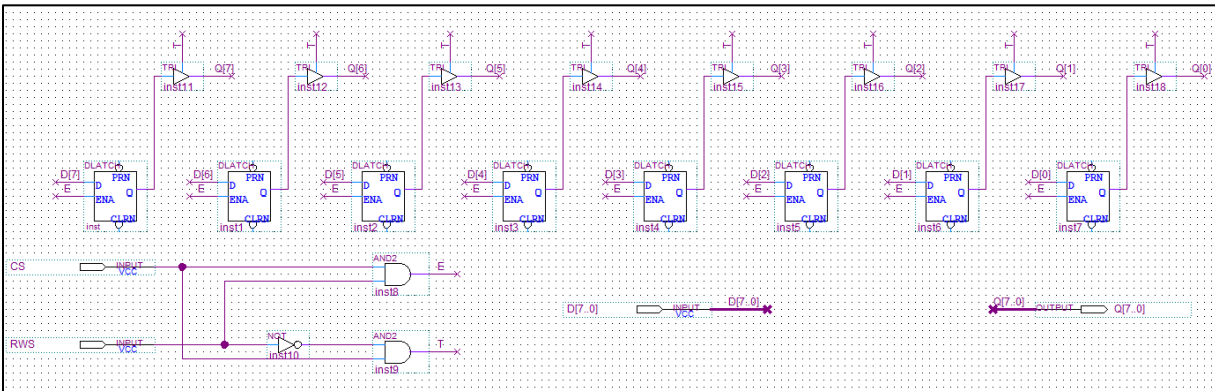 T T T T T T T T
TRI Q[7] TRI Q[6] TRI Q[5] TRI Q[4] TRI Q[3] TRI Q[2] TRI Q[1] TRI Q[0]
inst11 inst12 inst13 inst14 inst15 inst16 inst17 inst18
DLATCH DLATCH DLATCH DLATCH DLATCH DLATCH DLATCH DLATCH
D[7] PRN D[6] PRN D[5] PRN D[4] PRN D[3] PRN D[2] PRN D[1] PRN D[0] PRN
D Q D Q D Q D Q D Q D Q D Q D Q
E ENA E ENA E ENA E ENA E ENA E ENA E ENA E ENA
CLRN CLRN CLRN CLRN CLRN CLRN CLRN CLRN
inst inst1 inst2 inst3 inst4 inst5 inst6 inst7
AND2
CS INPUT VCC E
inst8
D[7..0] INPUT VCC D[7..0] Q[7..0] OUTPUT Q[7..0]
NOT AND2
RWS INPUT VCC T
inst10 inst9